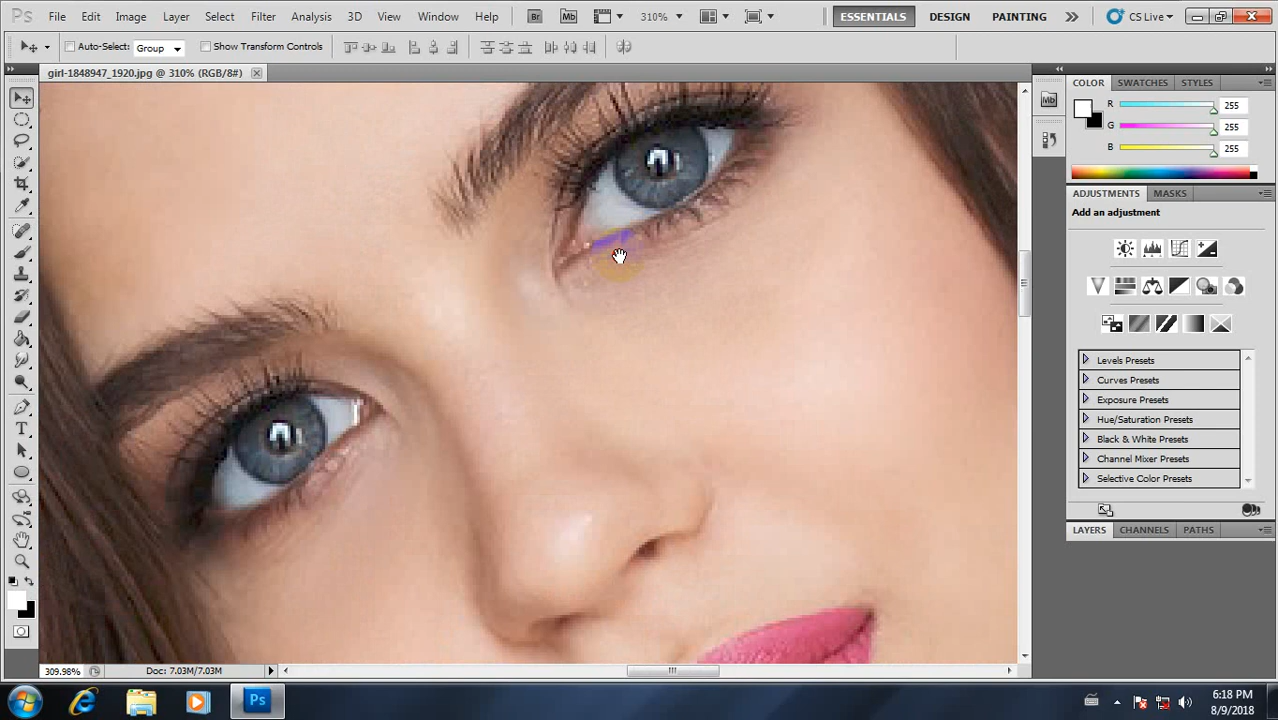 Ps File Edit Image Layer Select Filter Analysis 3D View Window Help Br Mb 310% ESSENTIALS DESIGN PAINTING CS Live
Auto-Select: Group Show Transform Controls
girl-1848947_1920.jpg @ 310% (RGB/8#)
COLOR SWATCHES STYLES
Mb
R 255
G 255
B 255
ADJUSTMENTS MASKS
Add an adjustment
Levels Presets
Curves Presets
Exposure Presets
Hue/Saturation Presets
Black & White Presets
Channel Mixer Presets
Selective Color Presets
T
LAYERS CHANNELS PATHS
309.98% Doc: 7.03M/7.03M
Ps
6:18 PM
8/9/2018